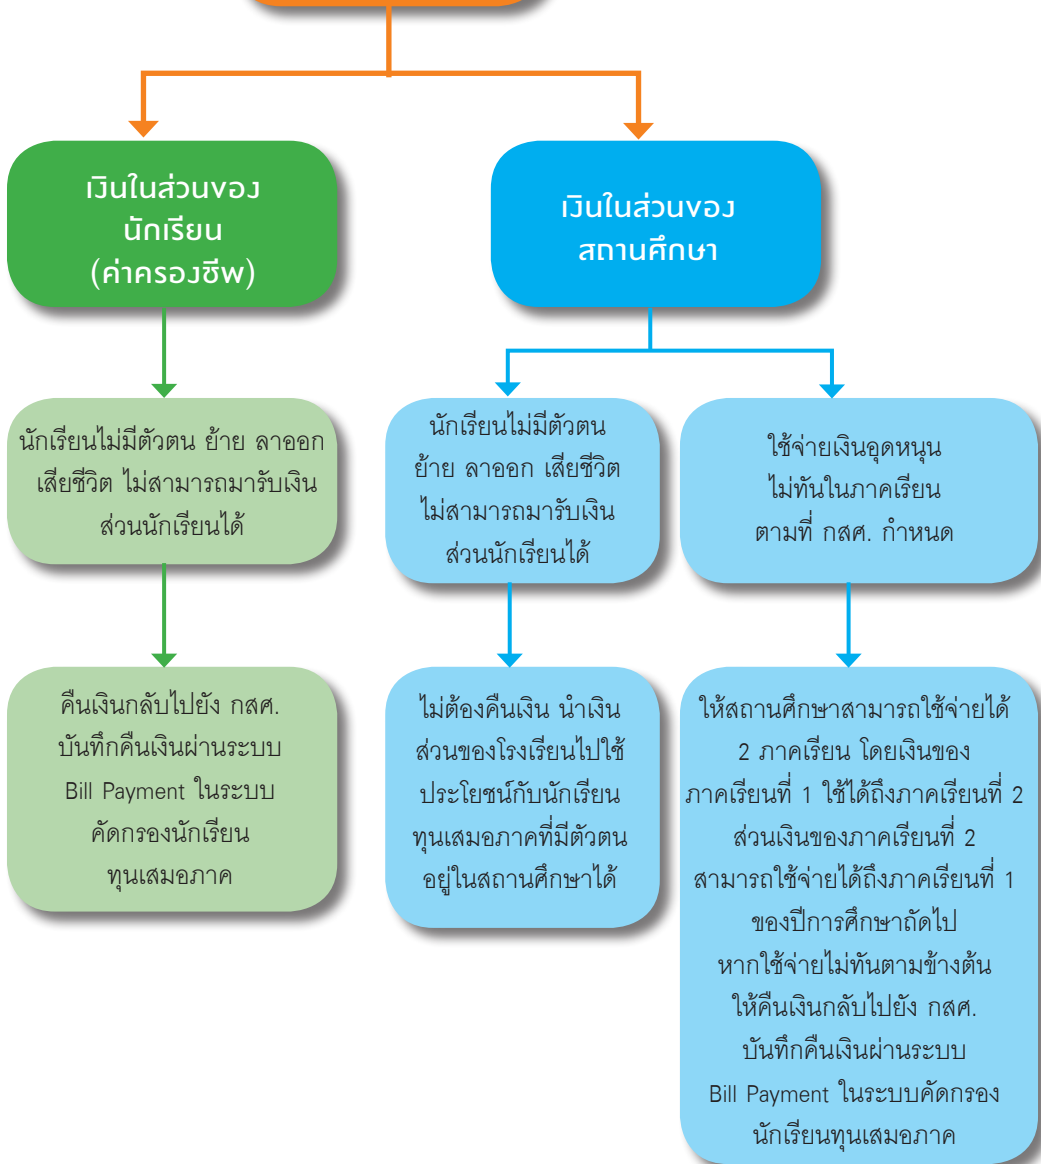 เงินในส่วนของ
นักเรียน
(ค่าครองชีพ)
เงินในส่วนของ
สถานศึกษา
นักเรียนไม่มีตัวตน ย้าย ลาออก
เสียชีวิต ไม่สามารถมารับเงิน
ส่วนนักเรียนได้
นักเรียนไม่มีตัวตน
ย้าย ลาออก เสียชีวิต
ไม่สามารถมารับเงิน
ส่วนนักเรียนได้
ใช้จ่ายเงินอุดหนุน
ไม่ทันในภาคเรียน
ตามที่ กสศ. กำหนด
คืนเงินกลับไปยัง กสศ.
บันทึกคืนเงินผ่านระบบ
Bill Payment ในระบบ
คัดกรองนักเรียน
ทุนเสมอภาค
ไม่ต้องคืนเงิน นำเงิน
ส่วนของโรงเรียนไปใช้
ประโยชน์กับนักเรียน
ทุนเสมอภาคที่มีตัวตน
อยู่ในสถานศึกษาได้
ให้สถานศึกษาสามารถใช้จ่ายได้
2 ภาคเรียน โดยเงินของ
ภาคเรียนที่ 1 ใช้ได้ถึงภาคเรียนที่ 2
ส่วนเงินของภาคเรียนที่ 2
สามารถใช้จ่ายได้ถึงภาคเรียนที่ 1
ของปีการศึกษาถัดไป
หากใช้จ่ายไม่ทันตามข้างต้น
ให้คืนเงินกลับไปยัง กสศ.
บันทึกคืนเงินผ่านระบบ
Bill Payment ในระบบคัดกรอง
นักเรียนทุนเสมอภาค